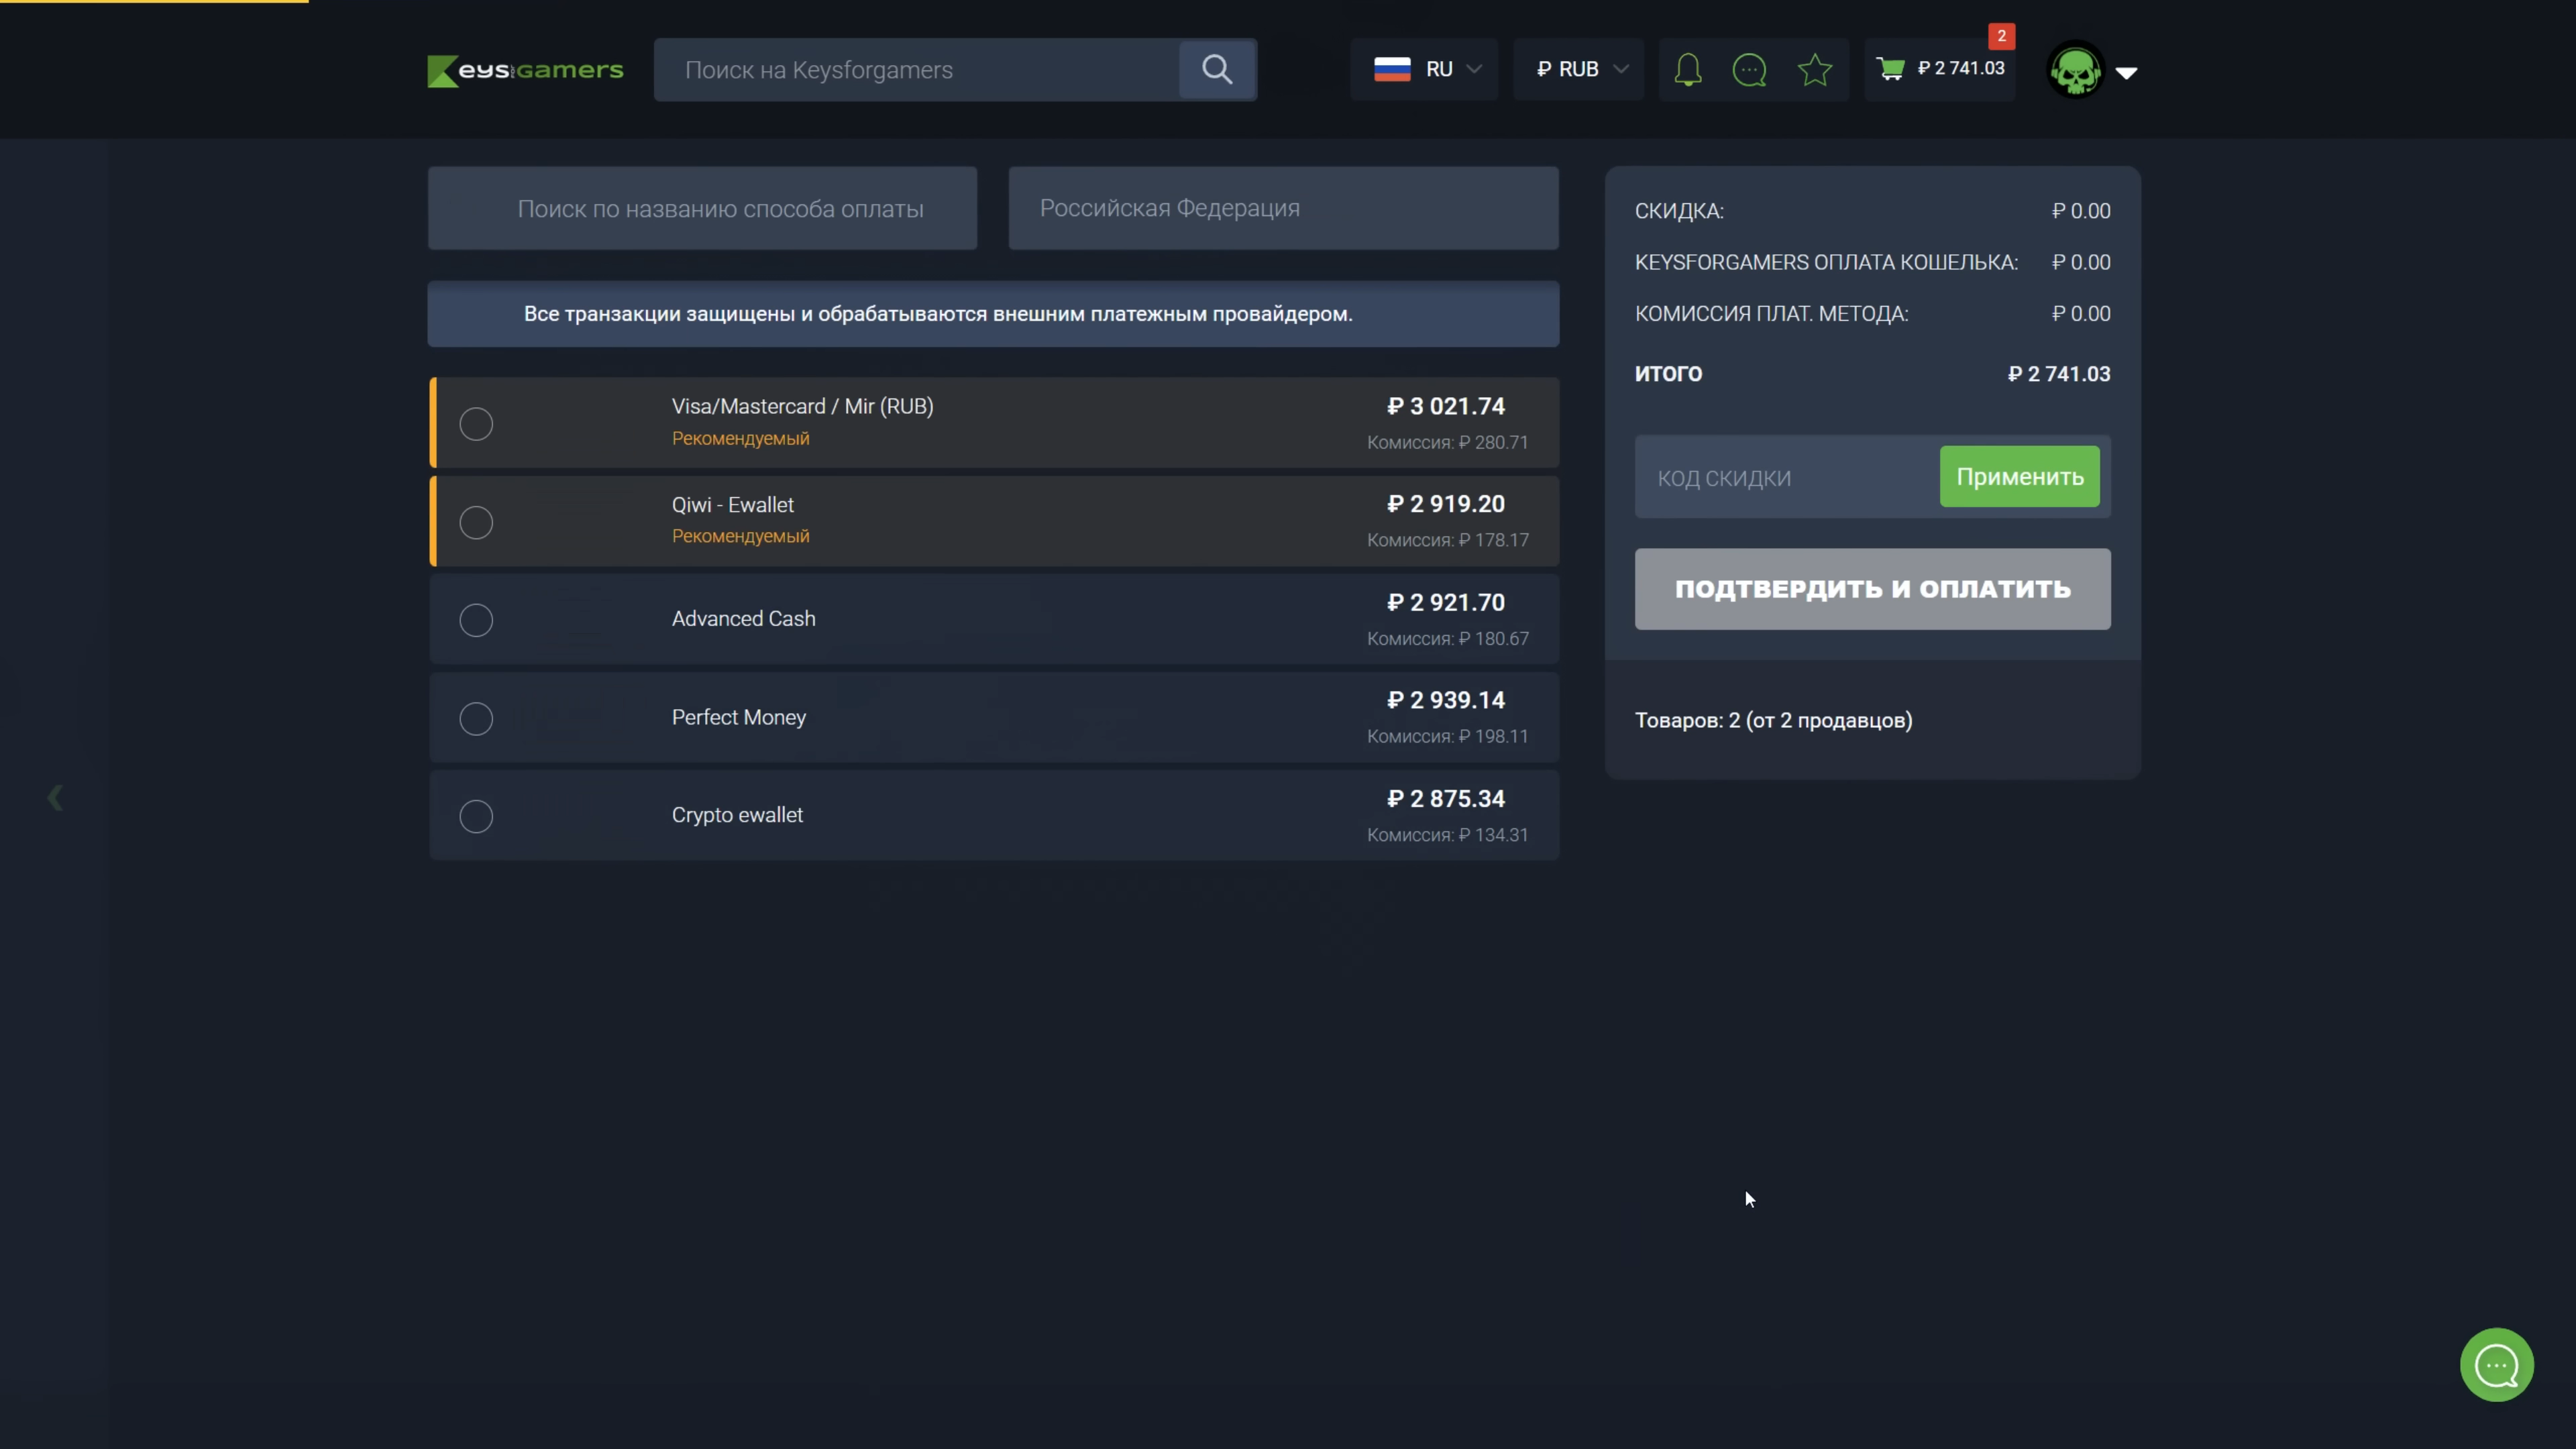 Keysforgamers
Поиск на Keysforgamers
RU
₽ RUB
2
₽ 2 741.03
Поиск по названию способа оплаты
Российская Федерация
Все транзакции защищены и обрабатываются внешним платежным провайдером.
Visa/Mastercard / Mir (RUB)
Рекомендуемый
₽ 3 021.74
Комиссия: ₽ 280.71
Qiwi - Ewallet
Рекомендуемый
₽ 2 919.20
Комиссия: ₽ 178.17
Advanced Cash
₽ 2 921.70
Комиссия: ₽ 180.67
Perfect Money
₽ 2 939.14
Комиссия: ₽ 198.11
Crypto ewallet
₽ 2 875.34
Комиссия: ₽ 134.31
СКИДКА: ₽ 0.00
KEYSFORGAMERS ОПЛАТА КОШЕЛЬКА: ₽ 0.00
КОМИССИЯ ПЛАТ. МЕТОДА: ₽ 0.00
ИТОГО ₽ 2 741.03
КОД СКИДКИ
Применить
ПОДТВЕРДИТЬ И ОПЛАТИТЬ
Товаров: 2 (от 2 продавцов)